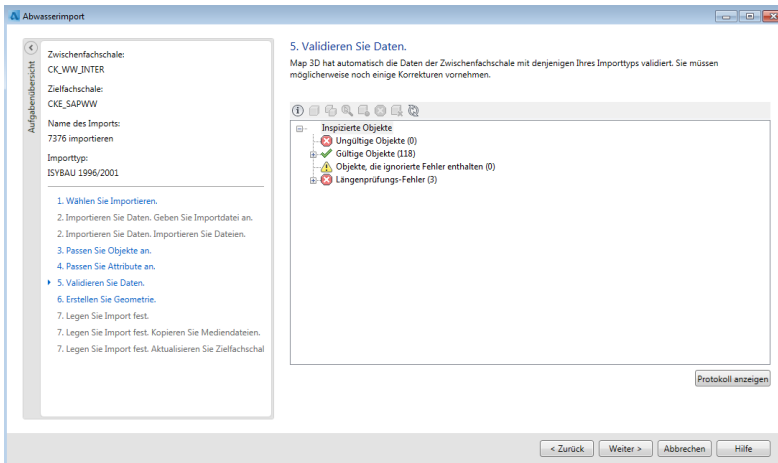 Abwasserimport
Aufgabenübersicht
Zwischenfachschale:
CK_WW_INTER
Zielfachschale:
CKE_SAPWW
Name des Imports:
7376 importieren
Importtyp:
ISYBAU 1996/2001
1. Wählen Sie Importieren.
2. Importieren Sie Daten. Geben Sie Importdatei an.
2. Importieren Sie Daten. Importieren Sie Dateien.
3. Passen Sie Objekte an.
4. Passen Sie Attribute an.
5. Validieren Sie Daten.
6. Erstellen Sie Geometrie.
7. Legen Sie Import fest.
7. Legen Sie Import fest. Kopieren Sie Mediendateien.
7. Legen Sie Import fest. Aktualisieren Sie Zielfachschal
5. Validieren Sie Daten.
Map 3D hat automatisch die Daten der Zwischenfachschale mit denjenigen Ihres Importtyps validiert. Sie müssen
möglicherweise noch einige Korrekturen vornehmen.
Inspizierte Objekte
Ungültige Objekte (0)
Gültige Objekte (118)
Objekte, die ignorierte Fehler enthalten (0)
Längenprüfungs-Fehler (3)
Protokoll anzeigen
< Zurück
Weiter >
Abbrechen
Hilfe